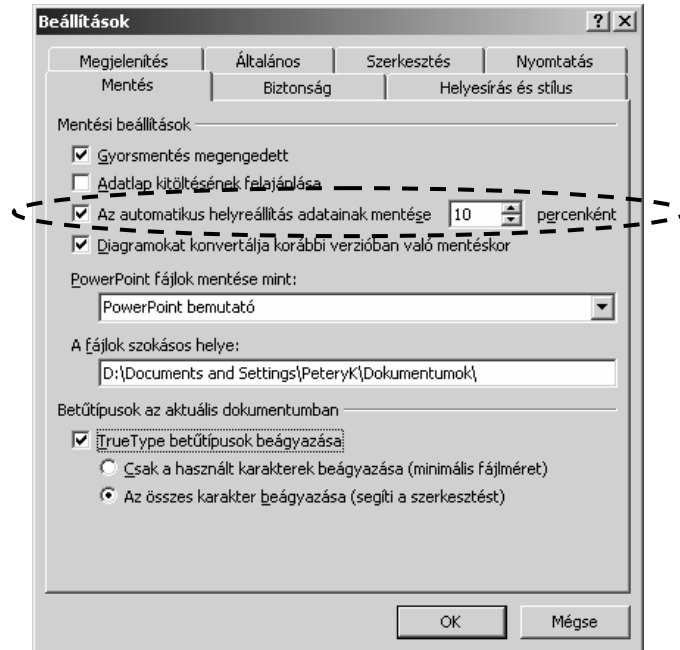 Beállítások
Megjelenítés Általános Szerkesztés Nyomtatás
Mentés Biztonság Helyesírás és stílus
Mentési beállítások
Gyorsmentés megengedett
Adatlap kitöltésének felajánlása
Az automatikus helyreállítás adatainak mentése 10 percenként
Diagramokat konvertálja korábbi verzióban való mentéskor
PowerPoint fájlok mentése mint:
PowerPoint bemutató
A fájlok szokásos helye:
D:\Documents and Settings\PeteryK\Dokumentumok\
Betűtípusok az aktuális dokumentumban
TrueType betűtípusok beágyazása
Csak a használt karakterek beágyazása (minimális fájlméret)
Az összes karakter beágyazása (segíti a szerkesztést)
OK Mégse